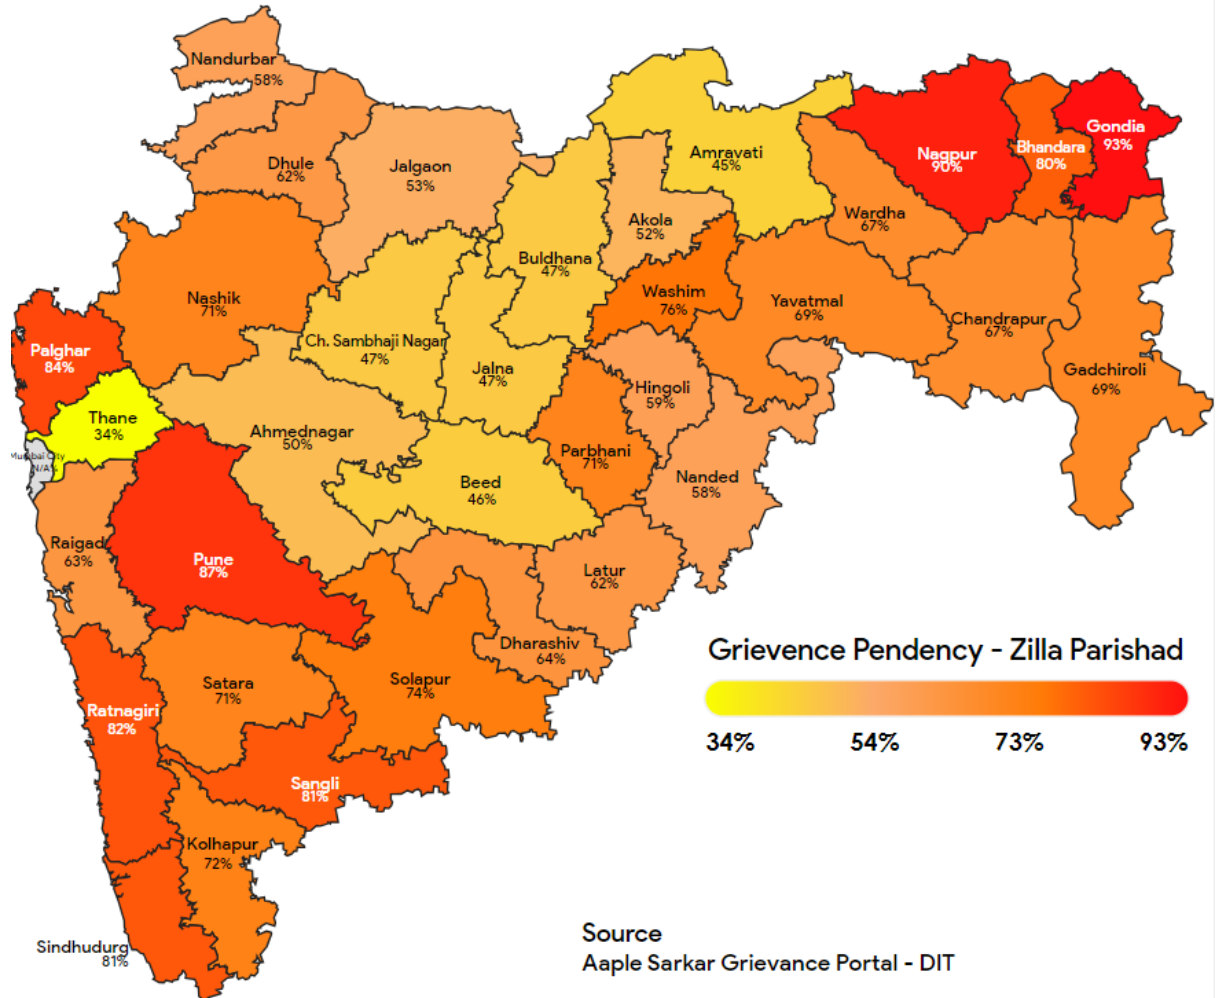 Nandurbar
58%
Dhule
62%
Jalgaon
53%
Amravati
45%
Nagpur
90%
Bhandara
80%
Gondia
93%
Akola
52%
Wardha
67%
Buldhana
47%
Nashik
71%
Washim
76%
Yavatmal
69%
Chandrapur
67%
Gadchiroli
69%
Palghar
84%
Ch. Sambhaji Nagar
47%
Jalna
47%
Hingoli
59%
Thane
34%
Ahmednagar
50%
Parbhani
71%
Mumbai City
N/A%
Beed
46%
Nanded
58%
Raigad
63%
Pune
87%
Latur
62%
Dharashiv
64%
Satara
71%
Solapur
74%
Ratnagiri
82%
Sangli
81%
Kolhapur
72%
Sindhudurg
81%
Grievence Pendency - Zilla Parishad
34% 54% 73% 93%
Source
Aaple Sarkar Grievance Portal - DIT